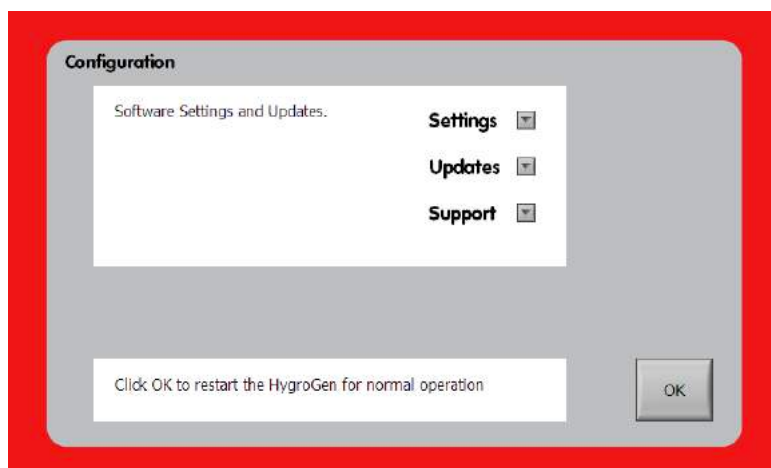 Configuration
Software Settings and Updates.
Settings
Updates
Support
Click OK to restart the HygroGen for normal operation
OK